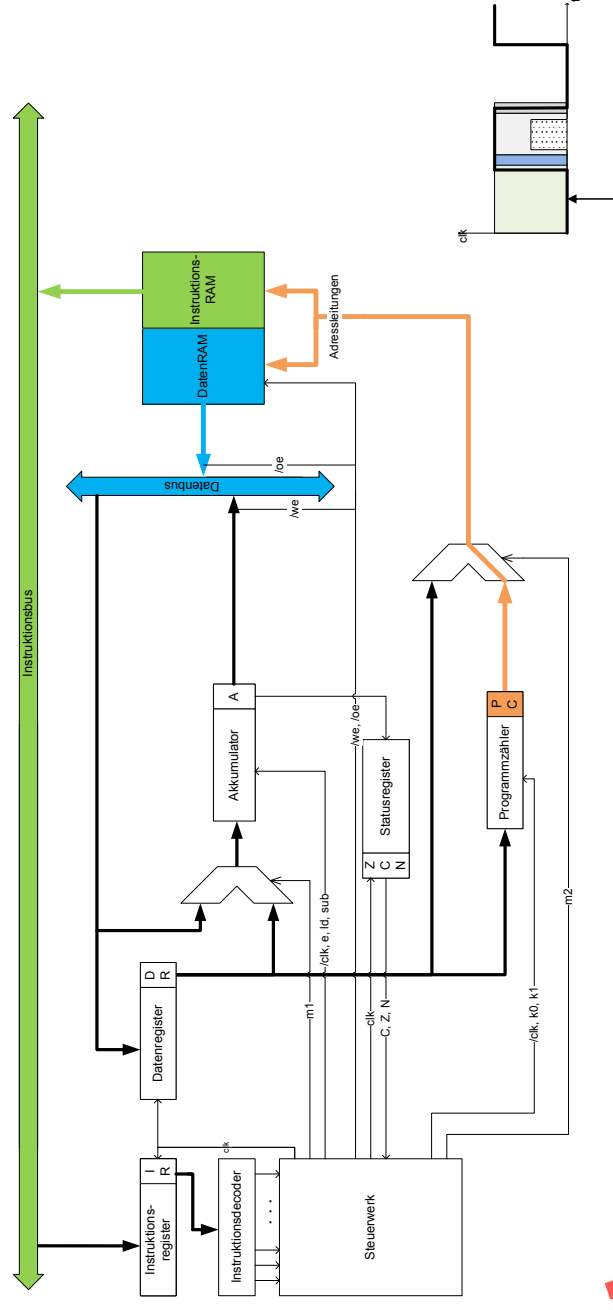 Instruktionsbus
Instruktions-
register
I
R
Datenregister
D
R
Instruktionsdecoder
. . .
Steuerwerk
clk
m1
/clk, e, ld, sub
/we, /oe
clk
C, Z, N
/clk, k0, k1
m2
Akkumulator
A
Statusregister
Z
C
N
Programmzähler
P
C
Datenbus
/we
/oe
DatenRAM
Instruktions-
RAM
Adressleitungen
clk